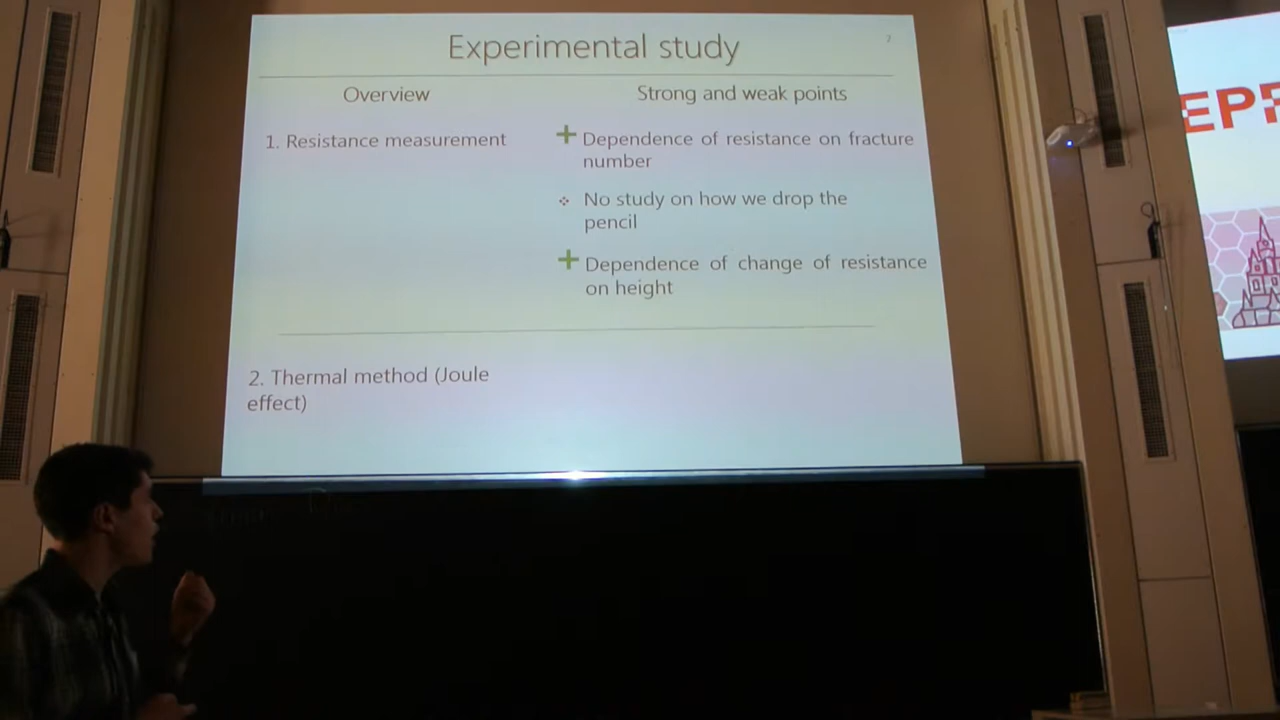 Experimental study
7
Overview
Strong and weak points
1. Resistance measurement
+ Dependence of resistance on fracture
number
❖ No study on how we drop the
pencil
+ Dependence of change of resistance
on height
2. Thermal method (Joule
effect)